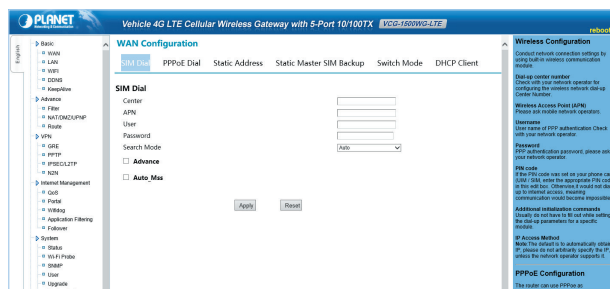 PLANET
Networking & Communication
Vehicle 4G LTE Cellular Wireless Gateway with 5-Port 10/100TX VCG-1500WG-LTE
reboot
English
Basic
WAN
LAN
WIFI
DDNS
KeepAlive
Advance
Filter
NAT/DMZ/UPNP
Route
VPN
GRE
PPTP
IPSEC/L2TP
N2N
Internet Management
QoS
Portal
Wifidog
Application Filtering
Follover
System
Status
Wi-Fi Probe
SNMP
User
Upgrade
WAN Configuration
SIM Dial PPPoE Dial Static Address Static Master SIM Backup Switch Mode DHCP Client
SIM Dial
Center
APN
User
Password
Search Mode Auto
Advance
Auto_Mss
Apply Reset
Wireless Configuration
Conduct network connection settings by
using built-in wireless communication
module.
Dial-up center number
Check with your network operator for
configuring the wireless network dial-up
Center Number.
Wireless Access Point (APN)
Please ask mobile network operators.
Username
User name of PPP authentication Check
with your network operator.
Password
PPP authentication password, please ask
your network operator.
PIN code
If the PIN code was set on your phone card
(UIM / SIM, enter the appropriate PIN code
in this edit box. Otherwise,it would not dial
up to internet access, meaning
communication would become impossible.
Additional initialization commands
Usually do not have to fill out while setting
the dial-up parameters for a specific
module.
IP Access Method
Note The default is to automatically obtain
IP, please do not arbitrarily specify the IP,
unless the network operator supports it.
PPPoE Configuration
The router can use PPPoE as